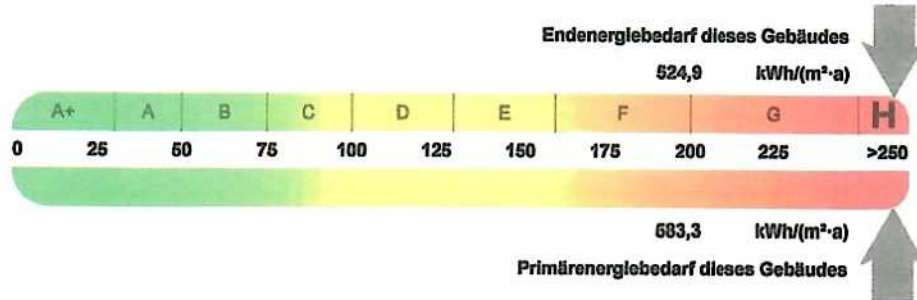 Endenergiebedarf dieses Gebäudes
524,9 kWh/(m²·a)
A+ A B C D E F G H
0 25 50 75 100 125 150 175 200 225 >250
583,3 kWh/(m²·a)
Primärenergiebedarf dieses Gebäudes